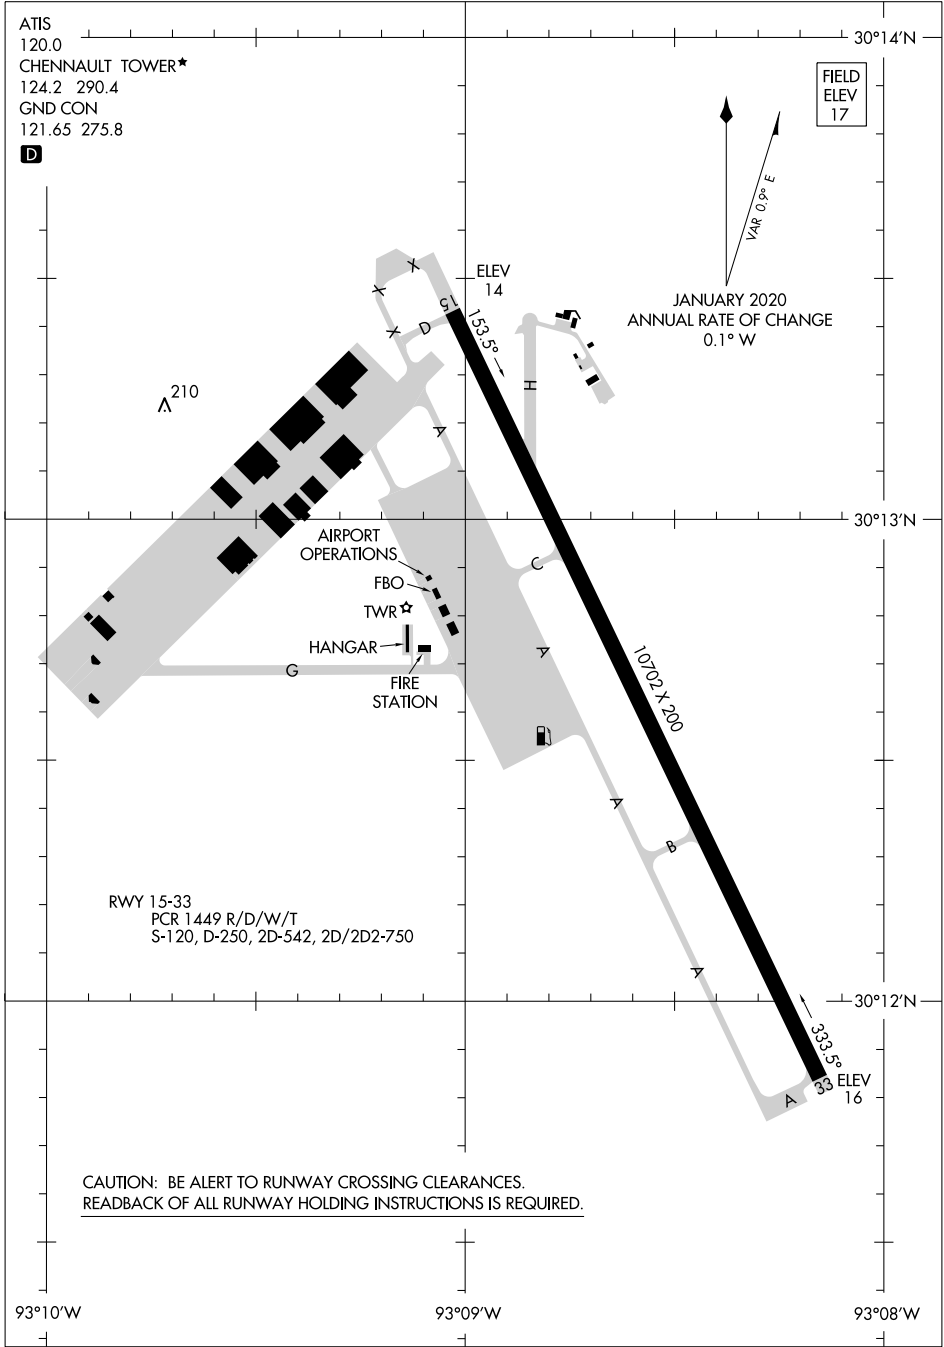 ATIS
120.0
CHENNAULT TOWER★
124.2 290.4
GND CON
121.65 275.8
D
30°14'N
FIELD
ELEV
17
VAR 0.9° E
JANUARY 2020
ANNUAL RATE OF CHANGE
0.1° W
X
X
X
ELEV
14
15
153.5°
D
H
210
A
30°13'N
AIRPORT
OPERATIONS
C
FBO
TWR
HANGAR
A
G
FIRE
STATION
10702 X 200
A
B
RWY 15-33
PCR 1449 R/D/W/T
S-120, D-250, 2D-542, 2D/2D2-750
A
30°12'N
333.5°
33
ELEV
16
A
CAUTION: BE ALERT TO RUNWAY CROSSING CLEARANCES.
READBACK OF ALL RUNWAY HOLDING INSTRUCTIONS IS REQUIRED.
93°10'W
93°09'W
93°08'W